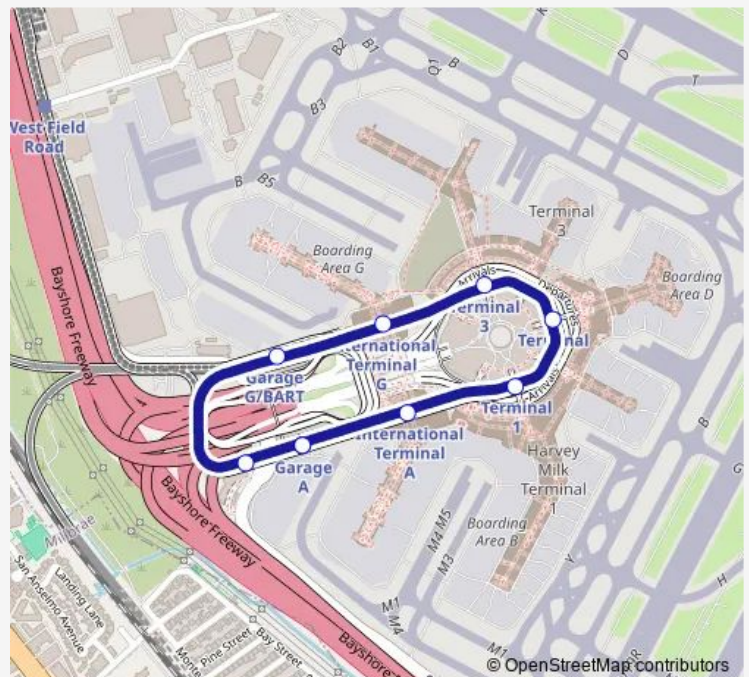 B2
B1
Q1
B
R
D
T
B3
West Field
Road
B
B5
Terminal
3
Boarding
Area G
Boarding
Area D
Arrivals
Departures
Bayshore Freeway
Terminal
3
International
Terminal
G
Garage
G/BART
Arrivals
Terminal
1
International
Terminal
A
Garage
A
Harvey
Milk
Terminal
1
B
G
Boarding
Area B
M4 M5
M3
Y
H
Bayshore Freeway
Millbrae
San Anselmo Avenue
Landing Lane
Pine Street
Bay Street
M1
M4
M1
© OpenStreetMap contributors